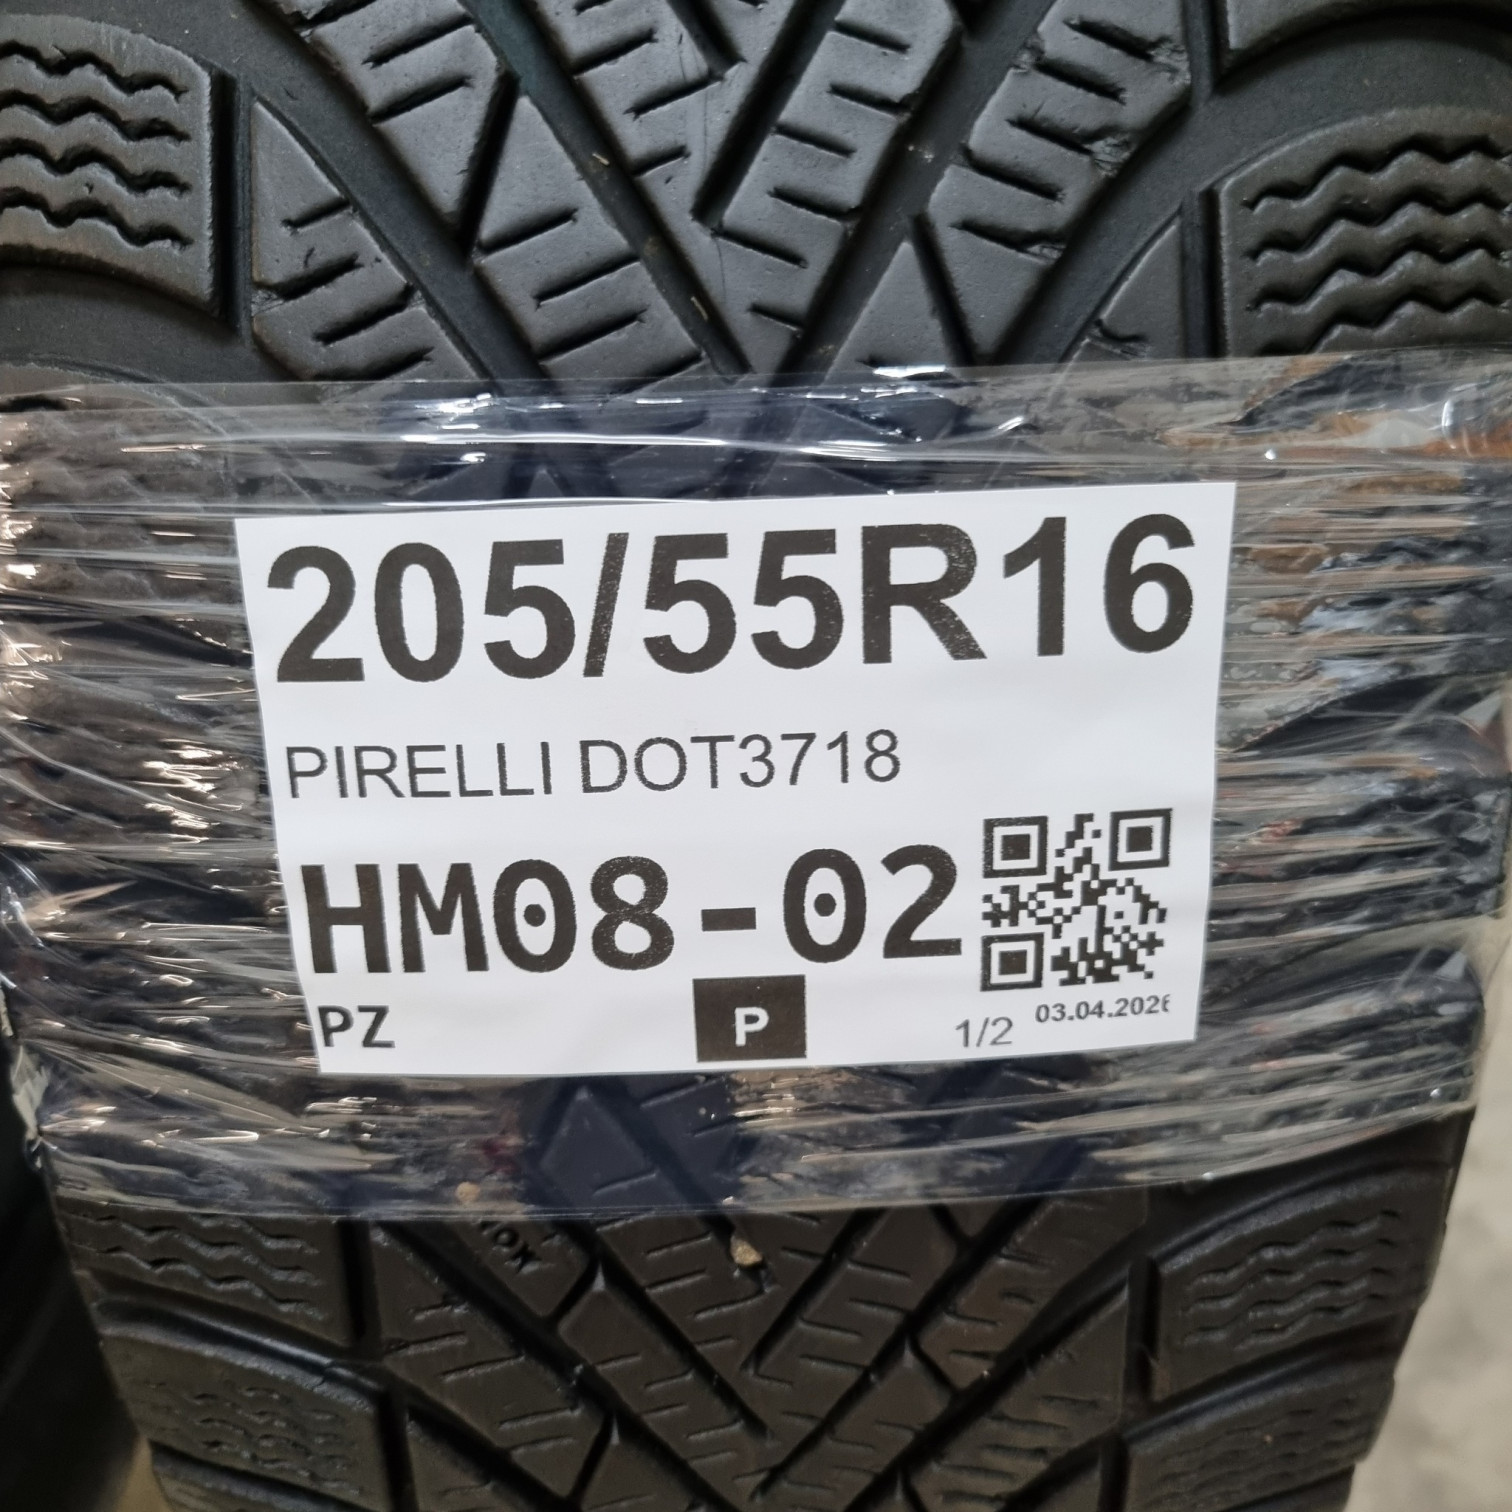 205/55R16
PIRELLI DOT3718
HM08-02
PZ
P
1/2
03.04.2026